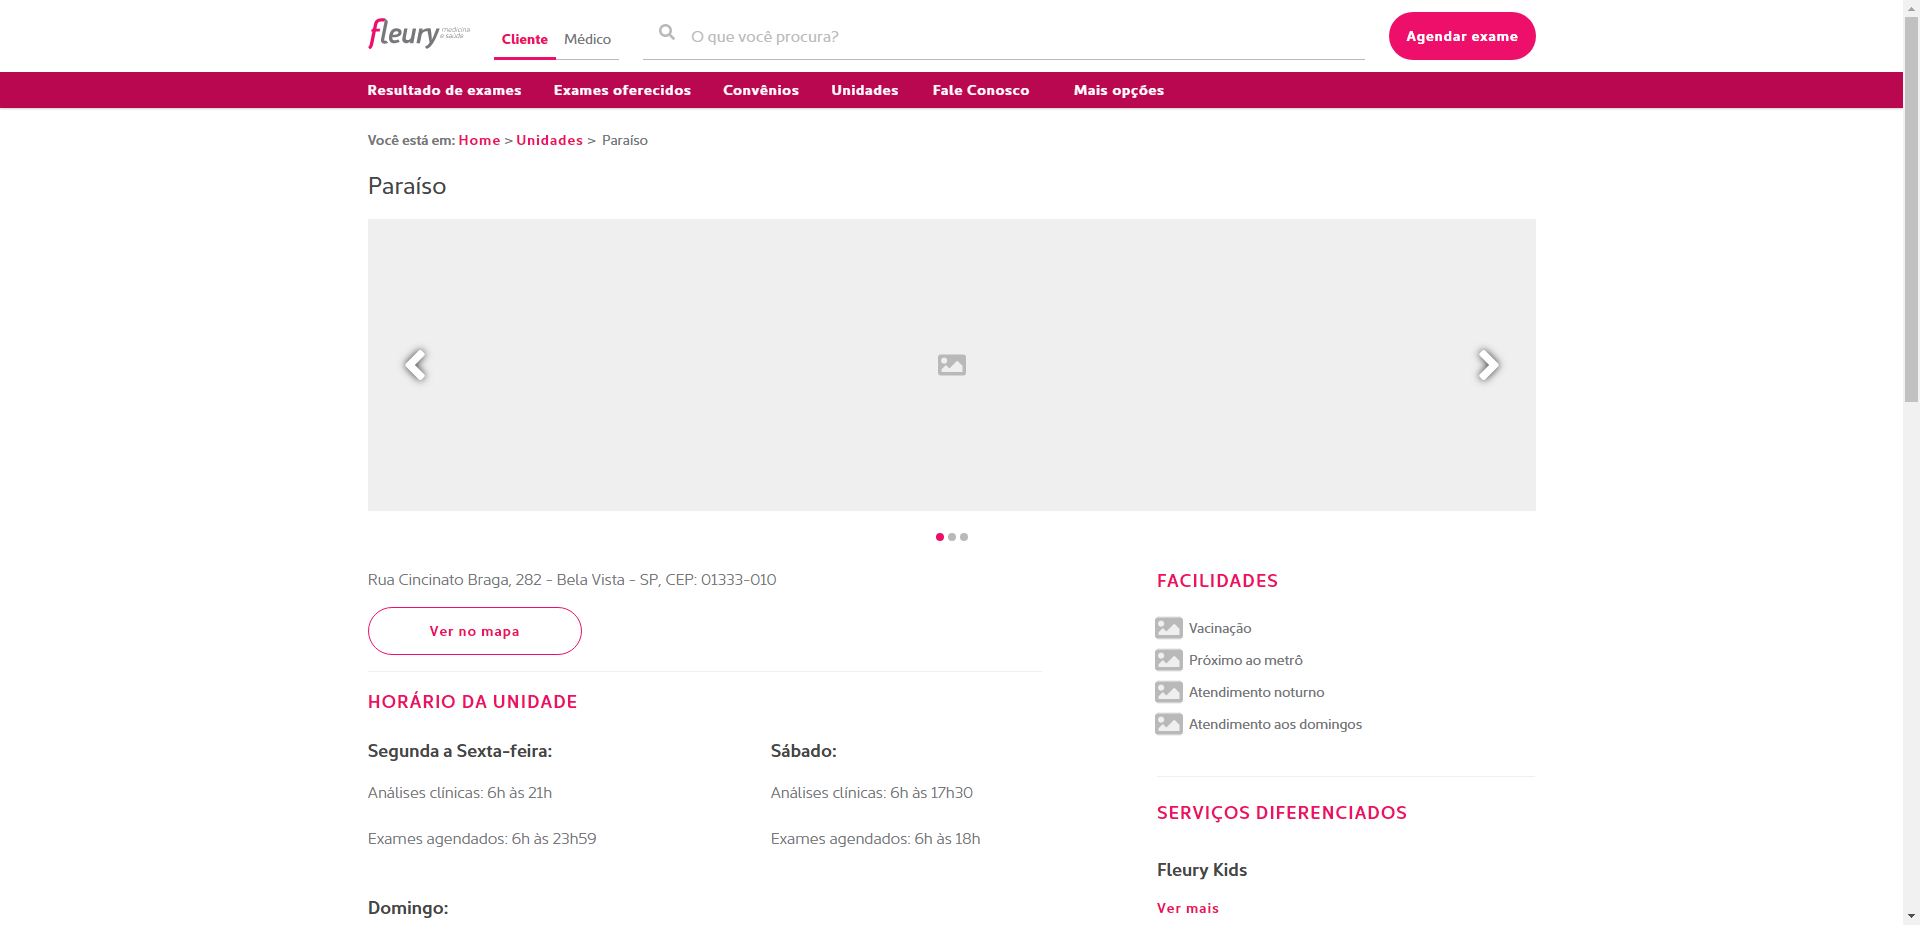 fleury medicina e saúde
Cliente Médico
O que você procura?
Agendar exame
Resultado de exames Exames oferecidos Convênios Unidades Fale Conosco Mais opções
Você está em: Home > Unidades > Paraíso
Paraíso
Rua Cincinato Braga, 282 - Bela Vista - SP, CEP: 01333-010
Ver no mapa
HORÁRIO DA UNIDADE
Segunda a Sexta-feira:
Análises clínicas: 6h às 21h
Exames agendados: 6h às 23h59
Sábado:
Análises clínicas: 6h às 17h30
Exames agendados: 6h às 18h
Domingo:
FACILIDADES
Vacinação
Próximo ao metrô
Atendimento noturno
Atendimento aos domingos
SERVIÇOS DIFERENCIADOS
Fleury Kids
Ver mais